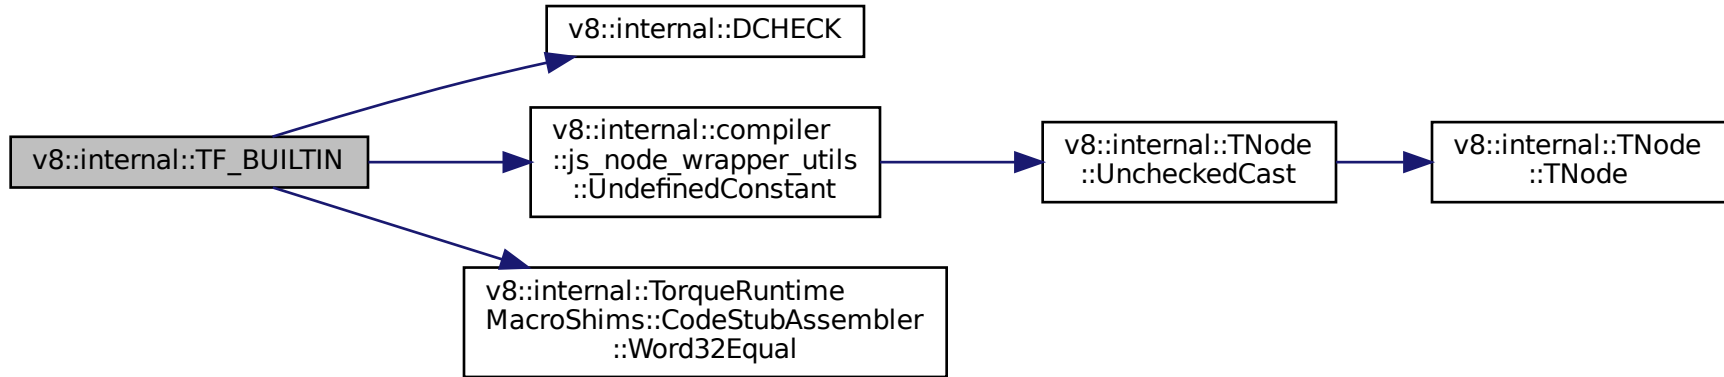 v8::internal::TF_BUILTIN
v8::internal::DCHECK
v8::internal::compiler
::js_node_wrapper_utils
::UndefinedConstant
v8::internal::TorqueRuntime
MacroShims::CodeStubAssembler
::Word32Equal
v8::internal::TNode
::UncheckedCast
v8::internal::TNode
::TNode